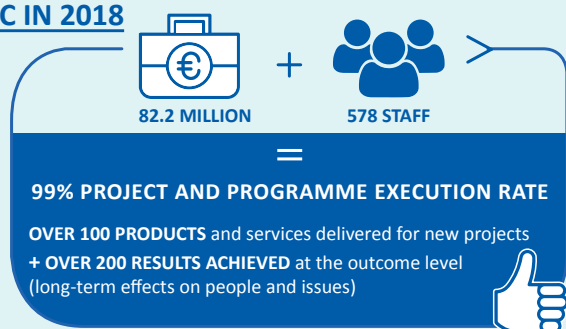 C IN 2018
€
+
82.2 MILLION
578 STAFF
=
99% PROJECT AND PROGRAMME EXECUTION RATE
OVER 100 PRODUCTS and services delivered for new projects
+ OVER 200 RESULTS ACHIEVED at the outcome level
(long-term effects on people and issues)